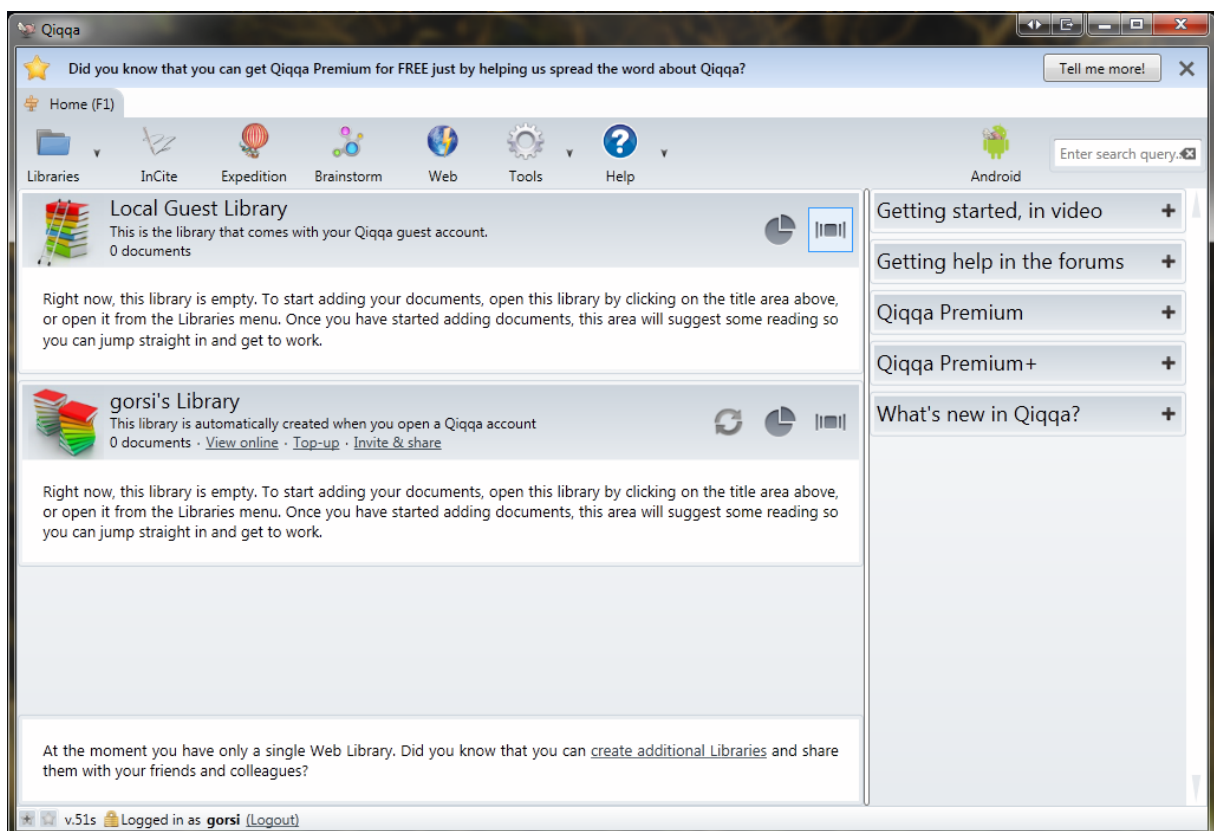 Qiqqa
Did you know that you can get Qiqqa Premium for FREE just by helping us spread the word about Qiqqa?
Tell me more!
Home (F1)
Libraries
InCite
Expedition
Brainstorm
Web
Tools
Help
Android
Enter search query..
Local Guest Library
This is the library that comes with your Qiqqa guest account.
0 documents
Right now, this library is empty. To start adding your documents, open this library by clicking on the title area above,
or open it from the Libraries menu. Once you have started adding documents, this area will suggest some reading so
you can jump straight in and get to work.
gorsi's Library
This library is automatically created when you open a Qiqqa account
0 documents · View online · Top-up · Invite & share
Right now, this library is empty. To start adding your documents, open this library by clicking on the title area above,
or open it from the Libraries menu. Once you have started adding documents, this area will suggest some reading so
you can jump straight in and get to work.
At the moment you have only a single Web Library. Did you know that you can create additional Libraries and share
them with your friends and colleagues?
Getting started, in video
Getting help in the forums
Qiqqa Premium
Qiqqa Premium+
What's new in Qiqqa?
v.51s Logged in as gorsi (Logout)